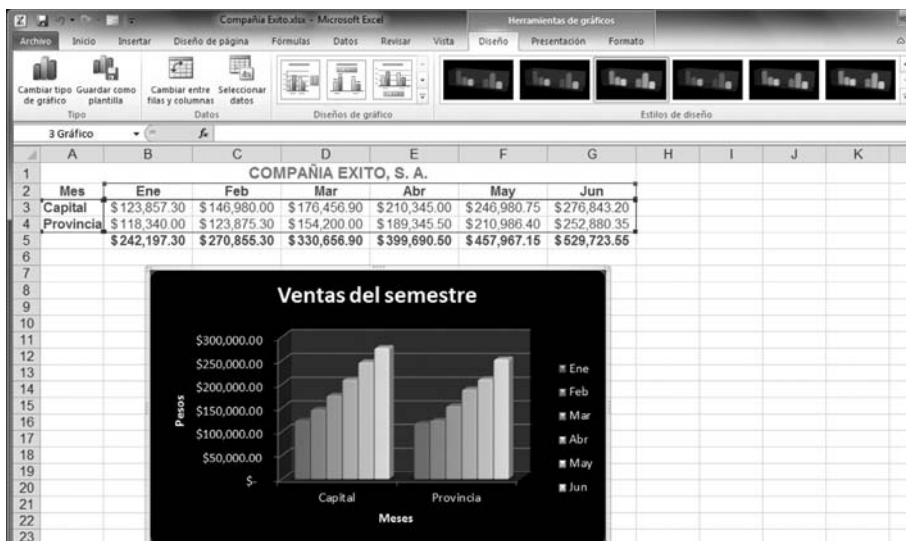 Compañía Exito.xlsx - Microsoft Excel Herramientas de gráficos
Archivo Inicio Insertar Diseño de página Fórmulas Datos Revisar Vista Diseño Presentación Formato
Cambiar tipo de gráfico Guardar como plantilla Cambiar entre filas y columnas Seleccionar datos
Tipo Datos Diseños de gráfico Estilos de diseño
3 Gráfico fx
A B C D E F G H I J K
1 COMPAÑIA EXITO, S. A.
2 Mes Ene Feb Mar Abr May Jun
3 Capital $123,857.30 $146,980.00 $176,456.90 $210,345.00 $246,980.75 $276,843.20
4 Provincia $118,340.00 $123,875.30 $154,200.00 $189,345.50 $210,986.40 $252,880.35
5 $242,197.30 $270,855.30 $330,656.90 $399,690.50 $457,967.15 $529,723.55
6
7
8 Ventas del semestre
9
10
11 $300,000.00
12 $250,000.00
13 Ene
14 $200,000.00 Feb
15 $150,000.00 Mar
16 Pesos
17 $100,000.00 Abr
18 $50,000.00 May
19
20 $- Jun
21 Capital Provincia
22 Meses
23